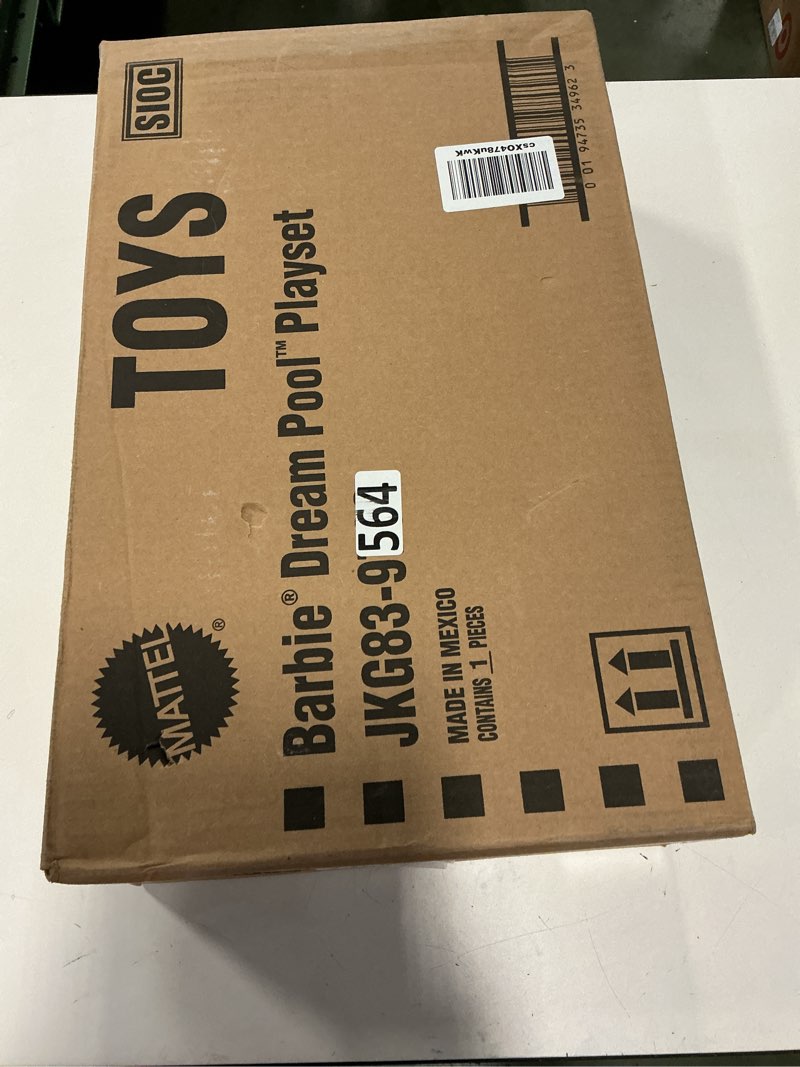 SIOC
TOYS
MATTEL®
Barbie® Dream Pool™ Playset
JKG83-9564
MADE IN MEXICO
CONTAINS 1 PIECES
csX0478uKwK
0 01 94735 34962 3